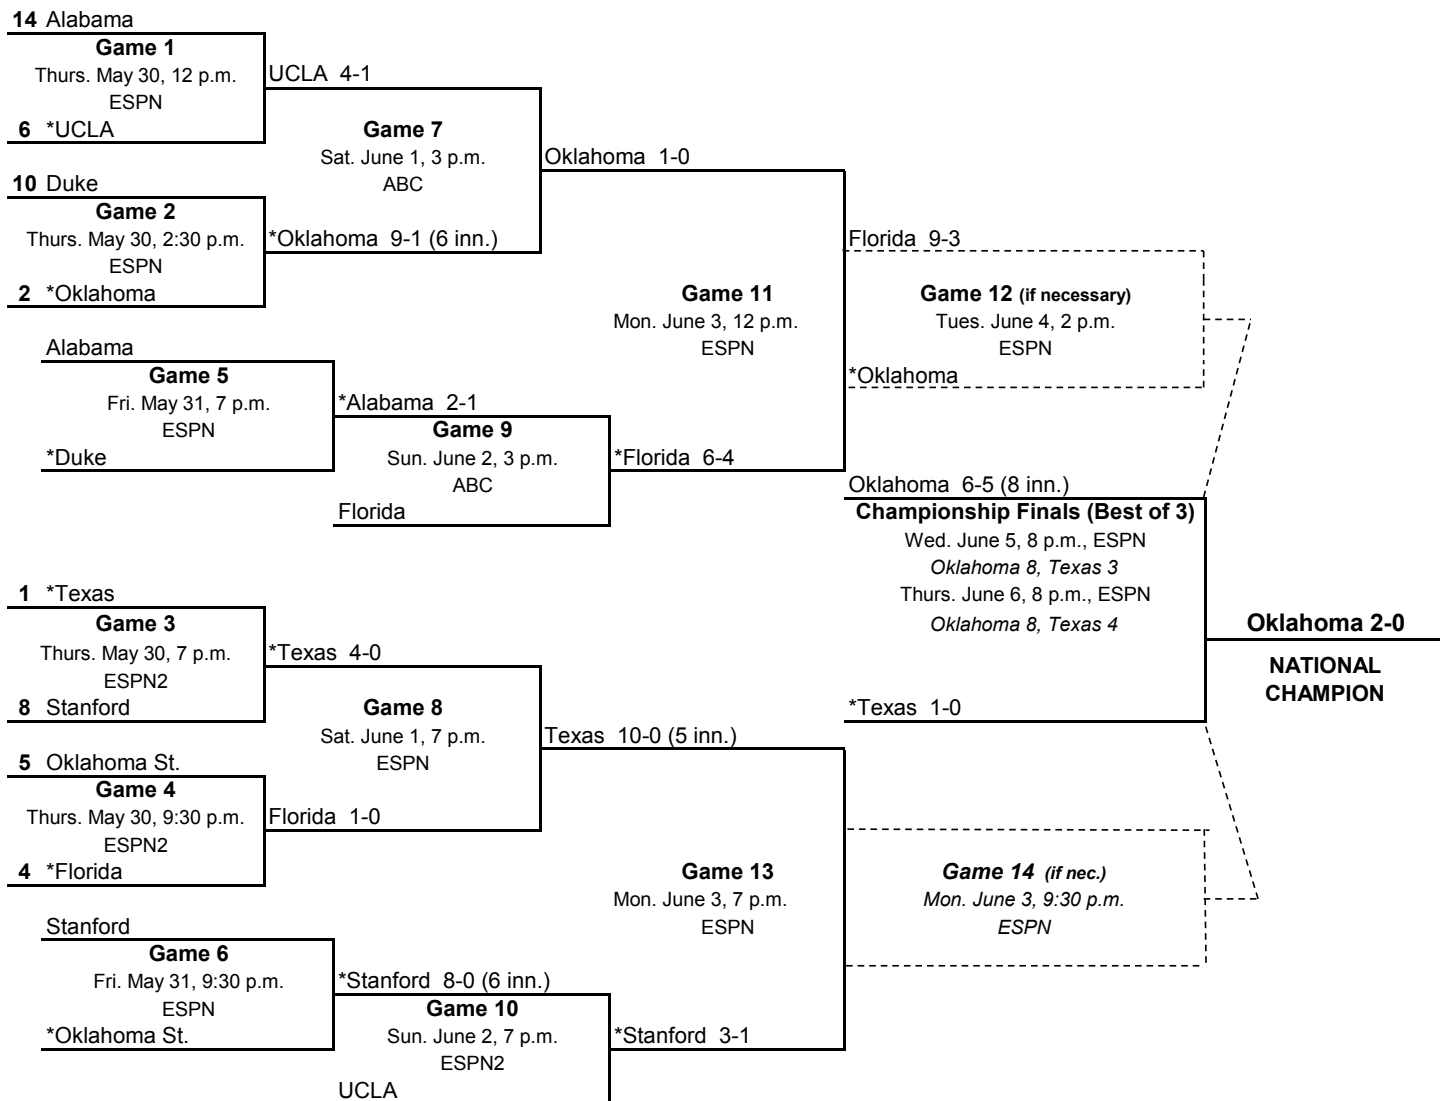 14 Alabama
Game 1
Thurs. May 30, 12 p.m.
ESPN
6 *UCLA
UCLA 4-1
10 Duke
Game 2
Thurs. May 30, 2:30 p.m.
ESPN
2 *Oklahoma
*Oklahoma 9-1 (6 inn.)
Game 7
Sat. June 1, 3 p.m.
ABC
Oklahoma 1-0
Alabama
Game 5
Fri. May 31, 7 p.m.
ESPN
*Duke
*Alabama 2-1
Game 9
Sun. June 2, 3 p.m.
ABC
Florida
*Florida 6-4
Game 11
Mon. June 3, 12 p.m.
ESPN
Florida 9-3
Game 12 (if necessary)
Tues. June 4, 2 p.m.
ESPN
*Oklahoma
Oklahoma 6-5 (8 inn.)
Championship Finals (Best of 3)
Wed. June 5, 8 p.m., ESPN
Oklahoma 8, Texas 3
Thurs. June 6, 8 p.m., ESPN
Oklahoma 8, Texas 4
*Texas 1-0
Oklahoma 2-0
NATIONAL
CHAMPION
1 *Texas
Game 3
Thurs. May 30, 7 p.m.
ESPN2
8 Stanford
*Texas 4-0
5 Oklahoma St.
Game 4
Thurs. May 30, 9:30 p.m.
ESPN2
4 *Florida
Florida 1-0
Game 8
Sat. June 1, 7 p.m.
ESPN
Texas 10-0 (5 inn.)
Stanford
Game 6
Fri. May 31, 9:30 p.m.
ESPN
*Oklahoma St.
*Stanford 8-0 (6 inn.)
Game 10
Sun. June 2, 7 p.m.
ESPN2
UCLA
*Stanford 3-1
Game 13
Mon. June 3, 7 p.m.
ESPN
Game 14 (if nec.)
Mon. June 3, 9:30 p.m.
ESPN